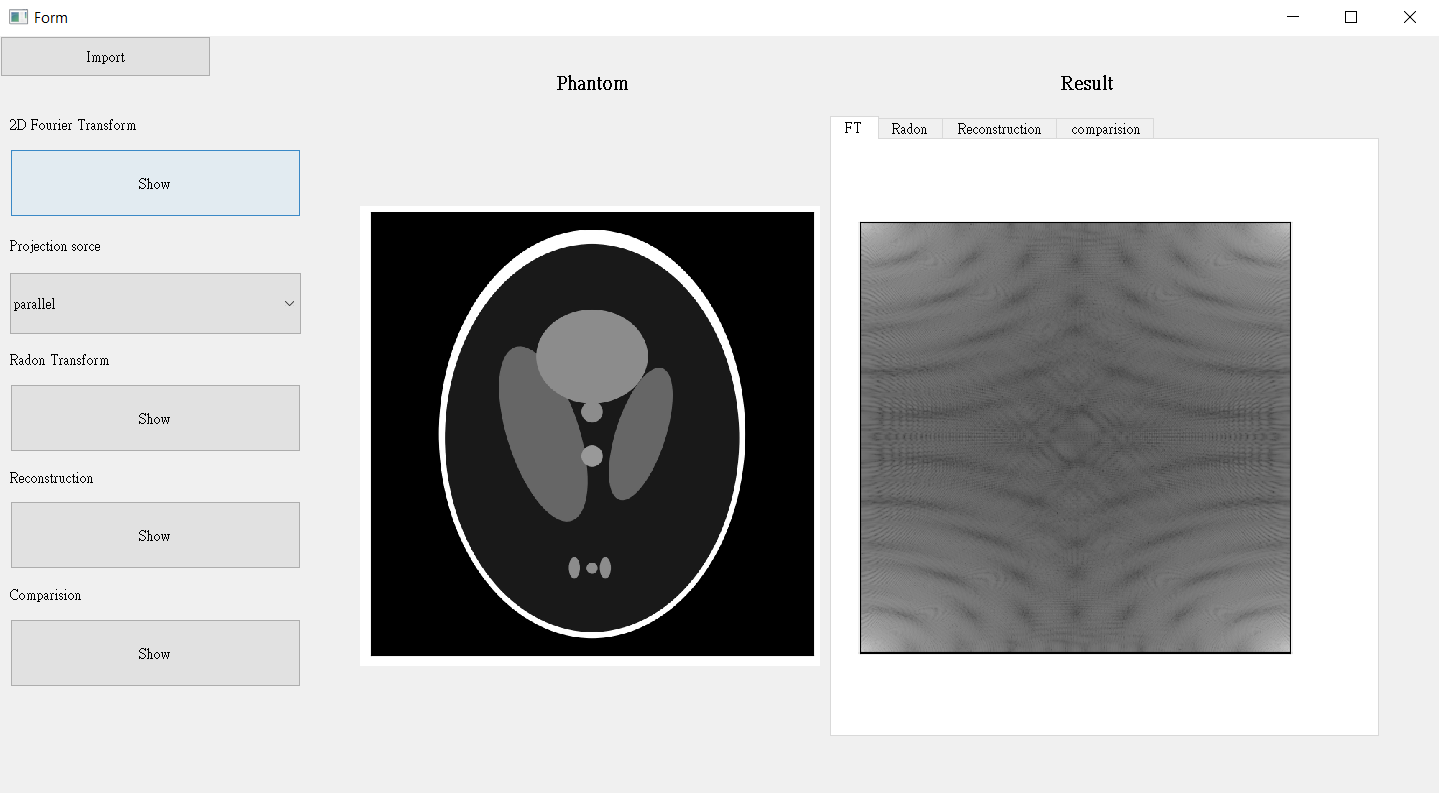 Form
Import
Phantom
Result
2D Fourier Transform
FT
Radon
Reconstruction
comparision
Show
Projection sorce
parallel
Radon Transform
Show
Reconstruction
Show
Comparision
Show